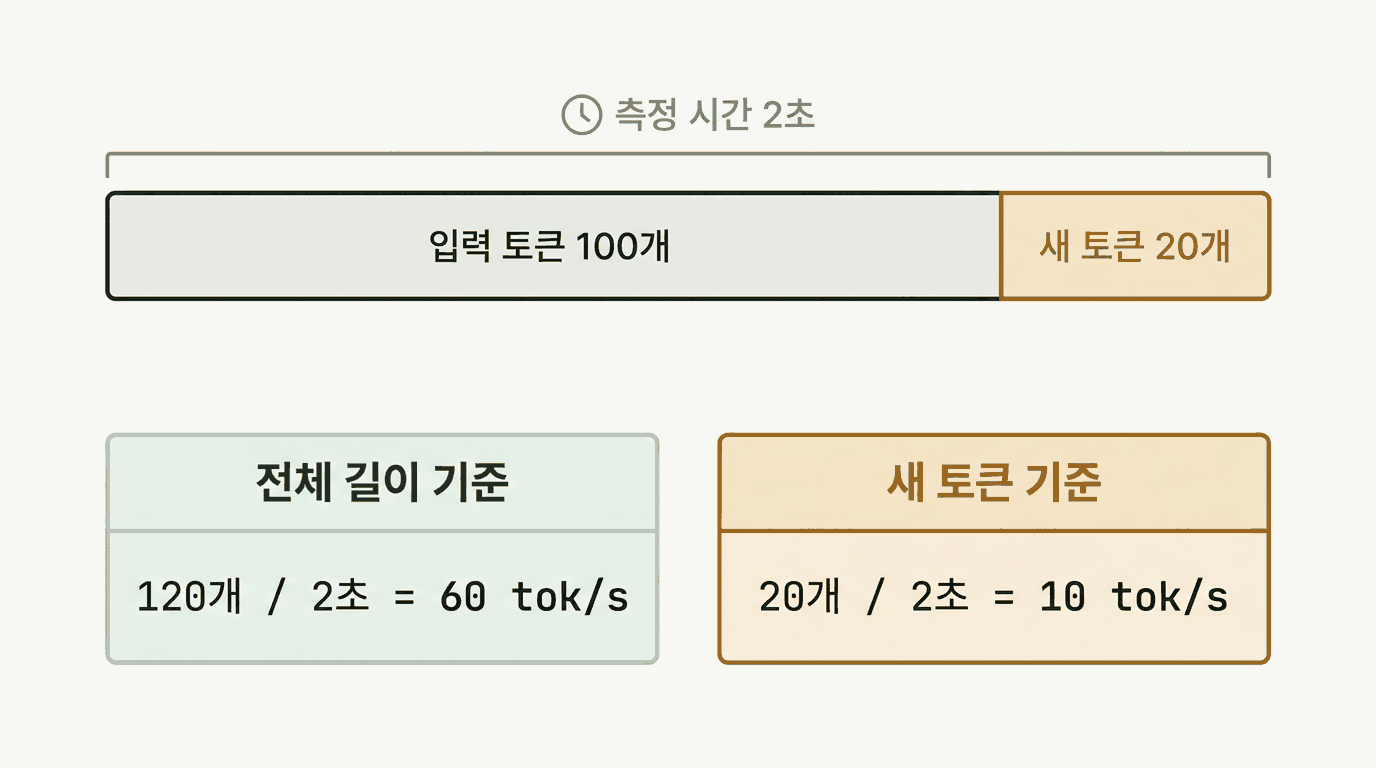 측정 시간 2초
입력 토큰 100개
새 토큰 20개
전체 길이 기준
120개 / 2초 = 60 tok/s
새 토큰 기준
20개 / 2초 = 10 tok/s